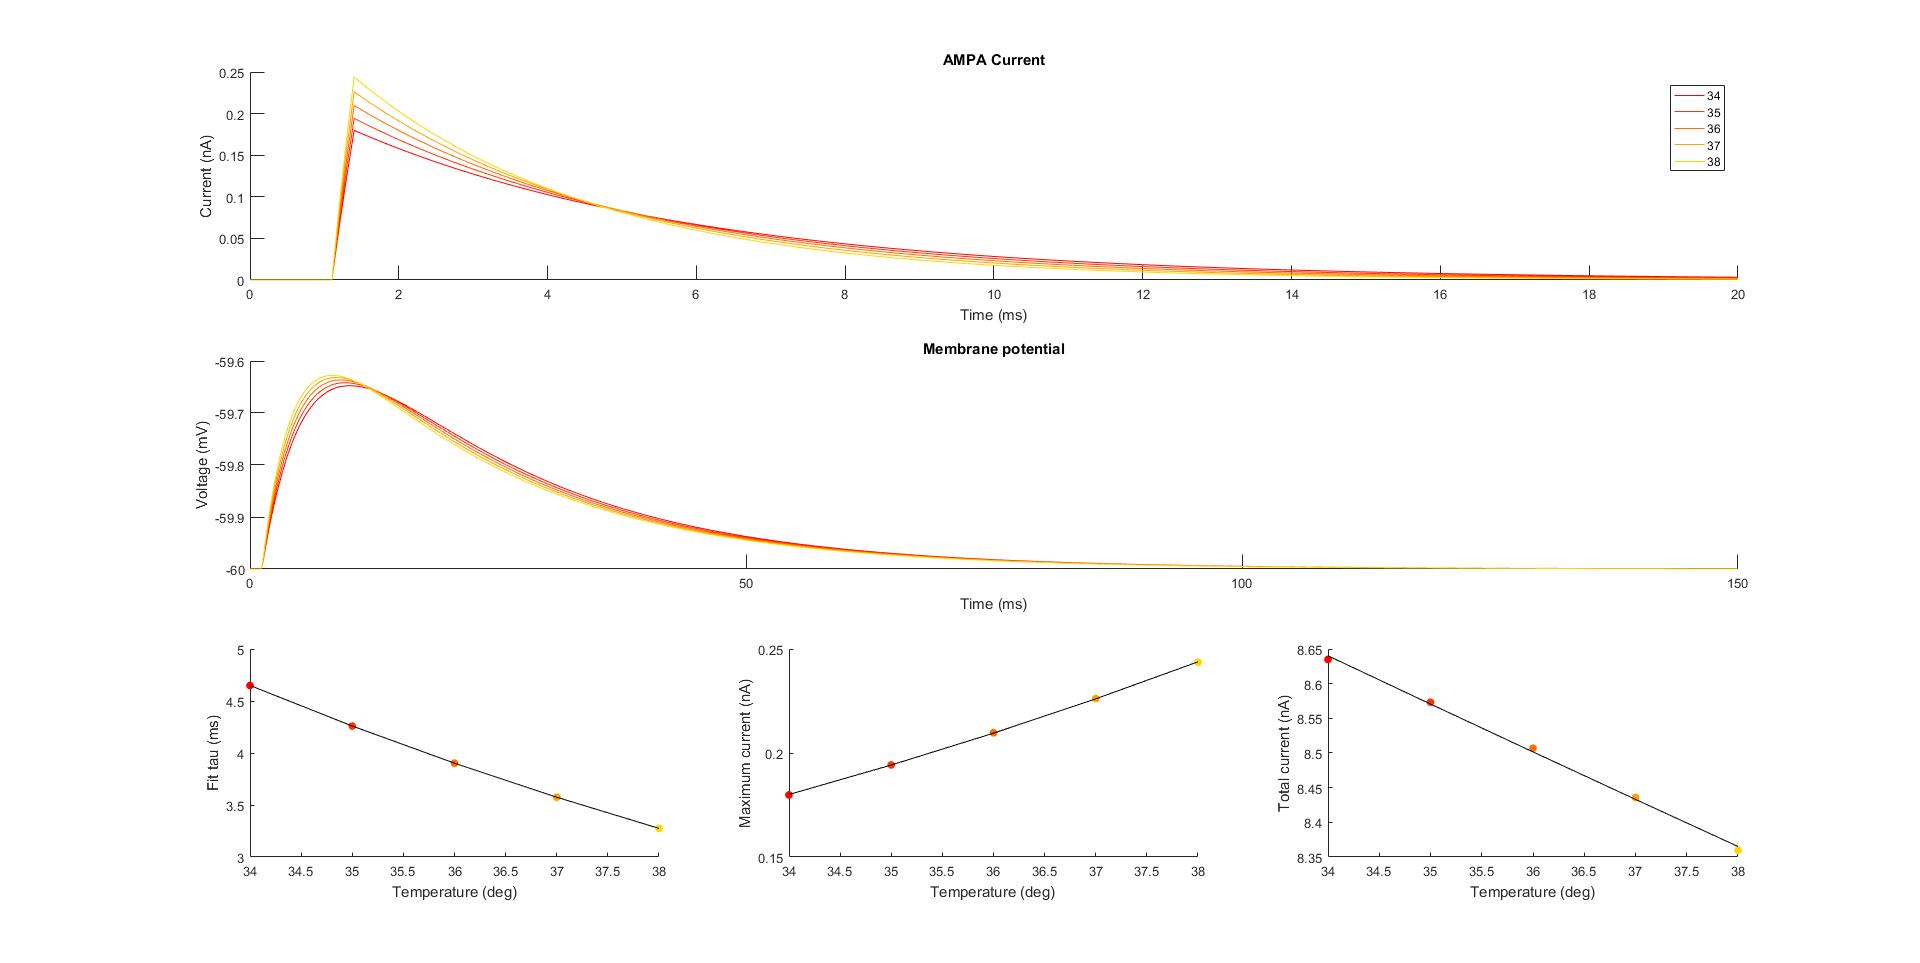 AMPA Current
0.25
0.2
0.15
0.1
0.05
0
Current (nA)
34
35
36
37
38
0 2 4 6 8 10 12 14 16 18 20
Time (ms)
Membrane potential
-59.6
-59.7
-59.8
-59.9
-60
Voltage (mV)
0 50 100 150
Time (ms)
5
4.5
4
3.5
3
Fit tau (ms)
34 34.5 35 35.5 36 36.5 37 37.5 38
Temperature (deg)
0.25
0.2
0.15
Maximum current (nA)
34 34.5 35 35.5 36 36.5 37 37.5 38
Temperature (deg)
8.65
8.6
8.55
8.5
8.45
8.4
8.35
Total current (nA)
34 34.5 35 35.5 36 36.5 37 37.5 38
Temperature (deg)